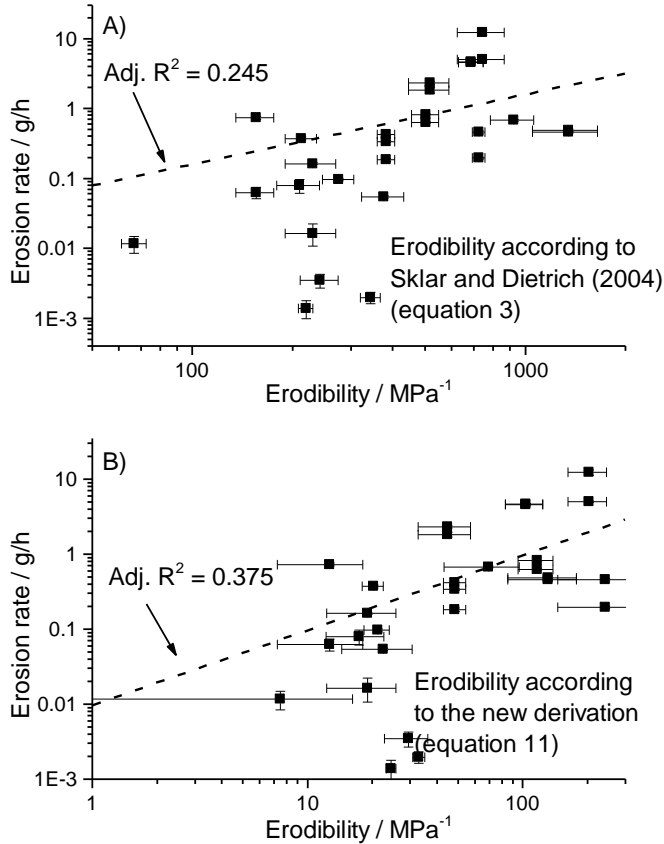 A)
Adj. R² = 0.245
10
1
0.1
0.01
1E-3
Erosion rate / g/h
Erodibility according to
Sklar and Dietrich (2004)
(equation 3)
100
1000
Erodibility / MPa⁻¹
B)
Adj. R² = 0.375
10
1
0.1
0.01
1E-3
Erosion rate / g/h
Erodibility according
to the new derivation
(equation 11)
1
10
100
Erodibility / MPa⁻¹